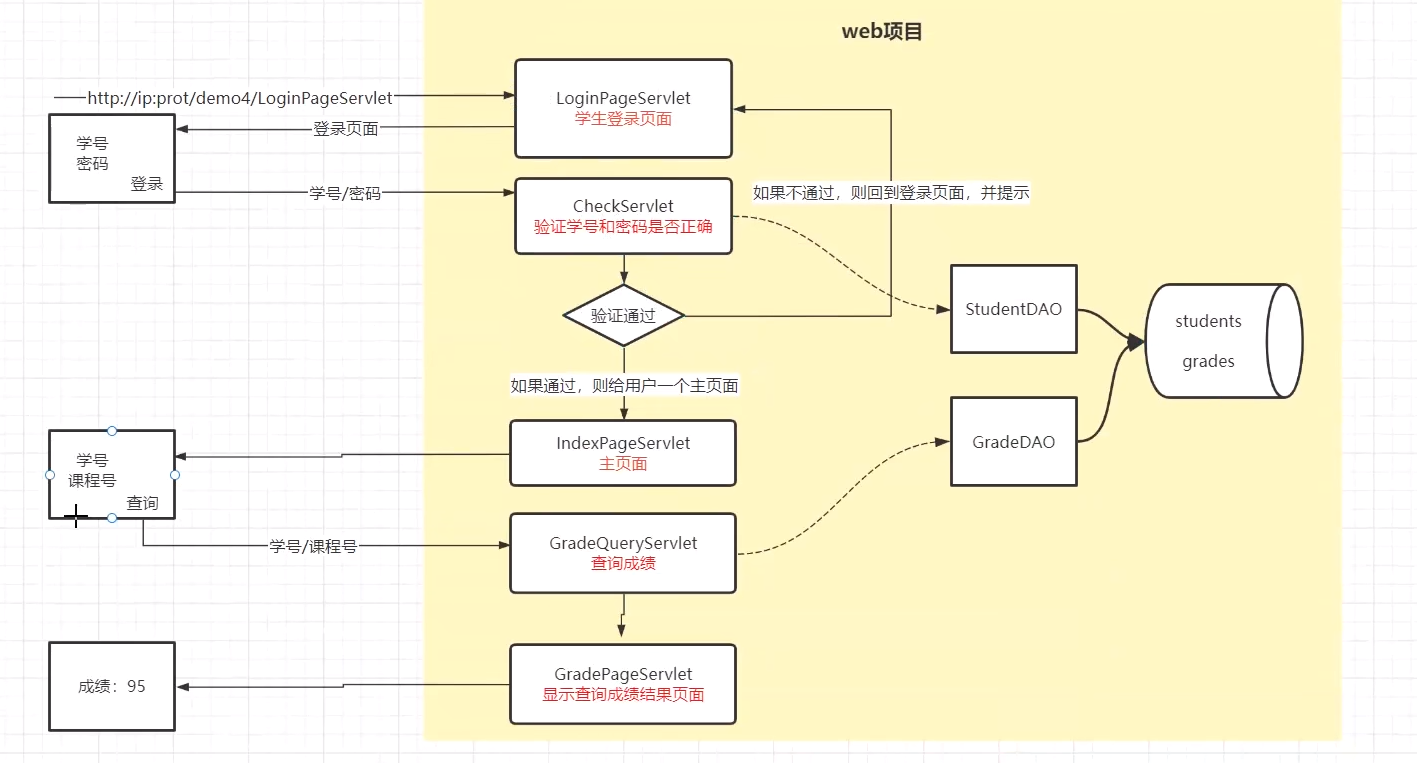 web项目
http://ip:prot/demo4/LoginPageServlet
LoginPageServlet
学生登录页面
登录页面
学号
密码
登录
学号/密码
CheckServlet
验证学号和密码是否正确
如果不通过，则回到登录页面，并提示
验证通过
StudentDAO
students
grades
如果通过，则给用户一个主页面
IndexPageServlet
主页面
GradeDAO
学号
课程号
查询
学号/课程号
GradeQueryServlet
查询成绩
GradePageServlet
显示查询成绩结果页面
成绩：95